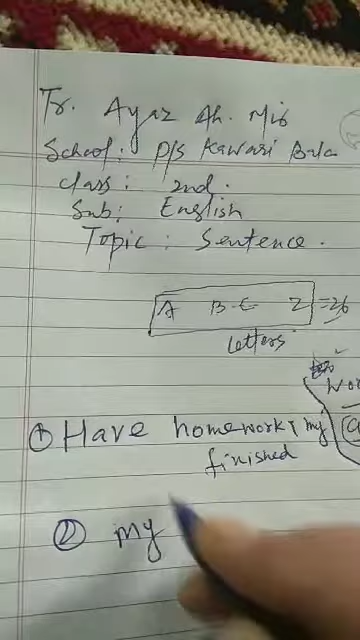 Tr. Ayaz Ah. Mir
School: P/S Kawari Bala
Class: 2nd.
Sub: English
Topic: Sentence.
A B-C Z = 26
Letters
① Have homework I my
finished
② my